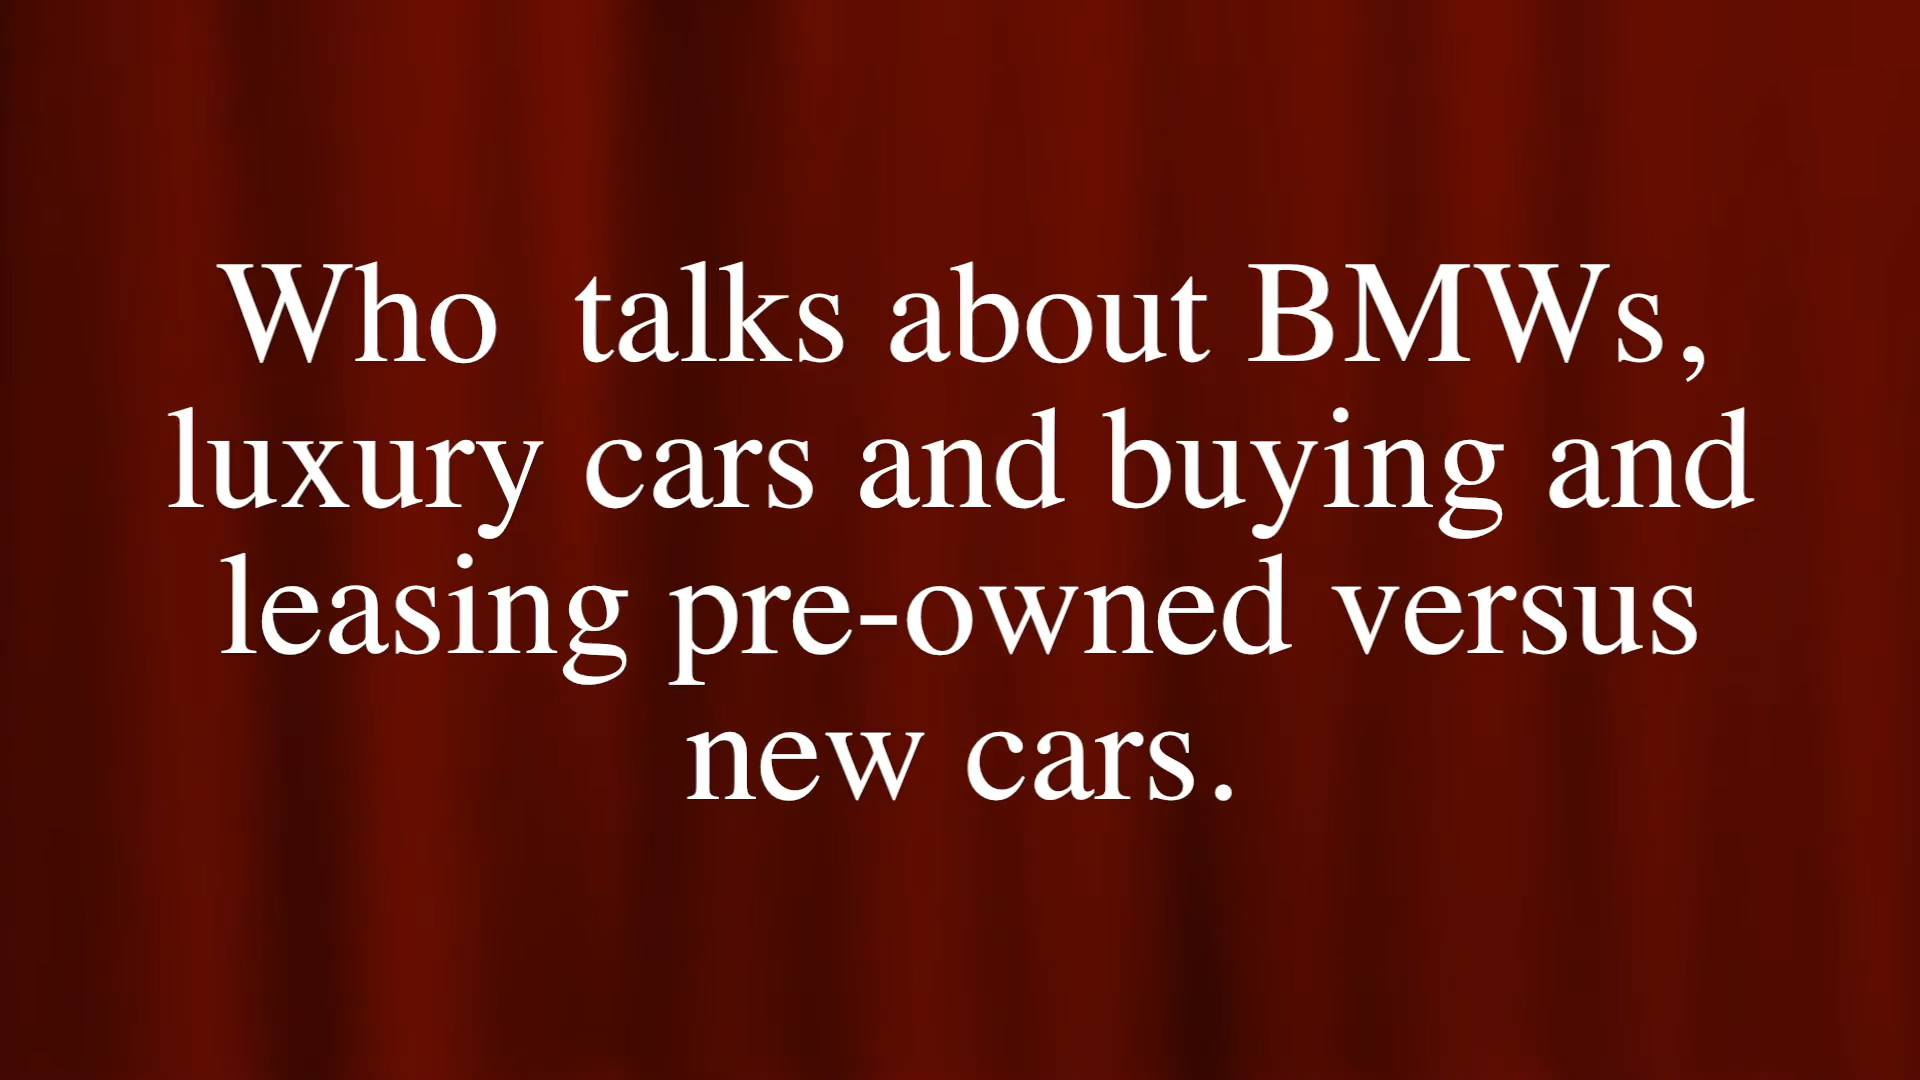 Who  talks about BMWs,
luxury cars and buying and
leasing pre-owned versus
new cars.